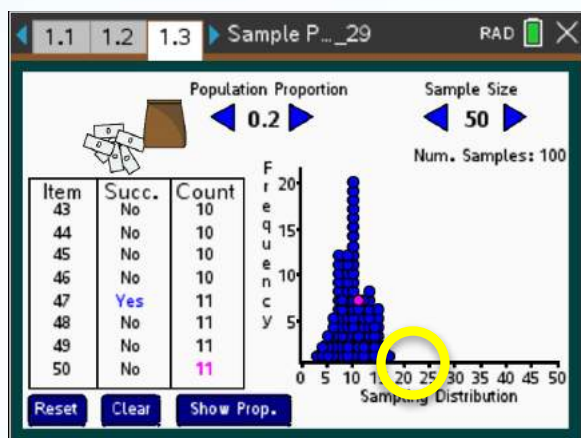 1.1 1.2 1.3 Sample P..._29 RAD
Population Proportion
0.2
Sample Size
50
Num. Samples: 100
Item Succ. Count
43 No 10
44 No 10
45 No 10
46 No 10
47 Yes 11
48 No 11
49 No 11
50 No 11
Frequency
20
15
10
5
0 5 10 15 20 25 30 35 40 45 50
Sampling Distribution
Reset Clear Show Prop.